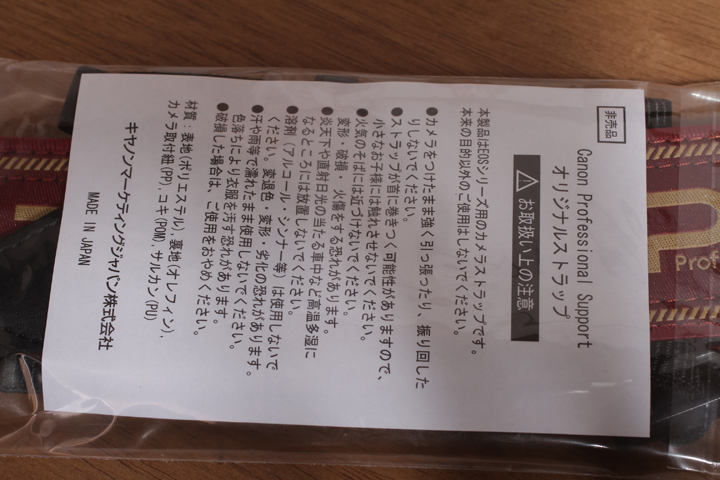 非売品
Canon Professional Support
オリジナルストラップ
お取扱い上の注意
本製品はEOSシリーズ用のカメラストラップです。
本来の目的以外のご使用はしないでください。
●カメラをつけたまま強く引っ張ったり、振り回した
りしないでください。
●ストラップが首に巻きつく可能性がありますので、
小さなお子様には触れさせないでください。
●火気のそばには近づけないでください。
変形・破損・火傷をする恐れがあります。
●炎天下や直射日光の当たる車中など高温多湿に
なるところには放置しないでください。
●溶剤（アルコール・シンナー等）は使用しないで
ください。変退色・変形・劣化の恐れがあります。
●汗や雨等で濡れたまま使用しないでください。
色落ちにより衣服を汚す恐れがあります。
●破損した場合は、ご使用をおやめください。
材質：表地(ポリエステル)，裏地(オレフィン)，
カメラ取付紐(PP)，コキ(POM)，サルカン(PU)
キヤノンマーケティングジャパン株式会社
MADE IN JAPAN
Prof